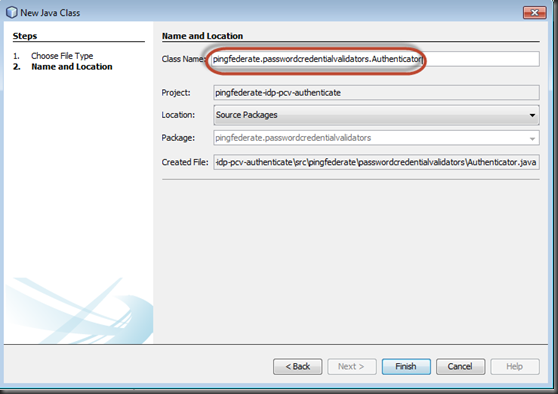 New Java Class
Steps
1. Choose File Type
2. Name and Location
Name and Location
Class Name: pingfederate.passwordcredentialvalidators.Authenticator
Project: pingfederate-idp-pcv-authenticate
Location: Source Packages
Package: pingfederate.passwordcredentialvalidators
Created File: -idp-pcv-authenticate\src\pingfederate\passwordcredentialvalidators\Authenticator.java
< Back Next > Finish Cancel Help